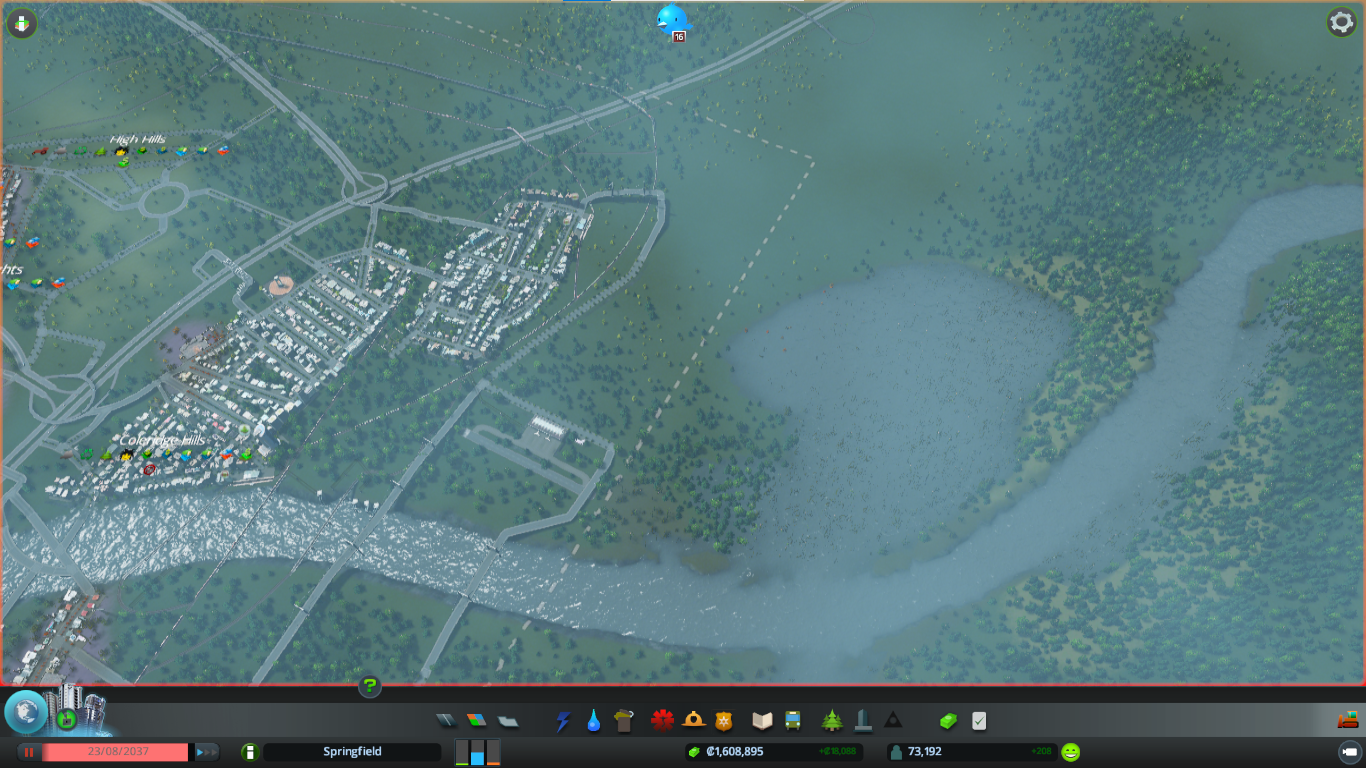 16
High Hills
hts
Coleridge Hills
?
23/08/2037
Springfield
₡1,608,895
+₡18,088
73,192
+208